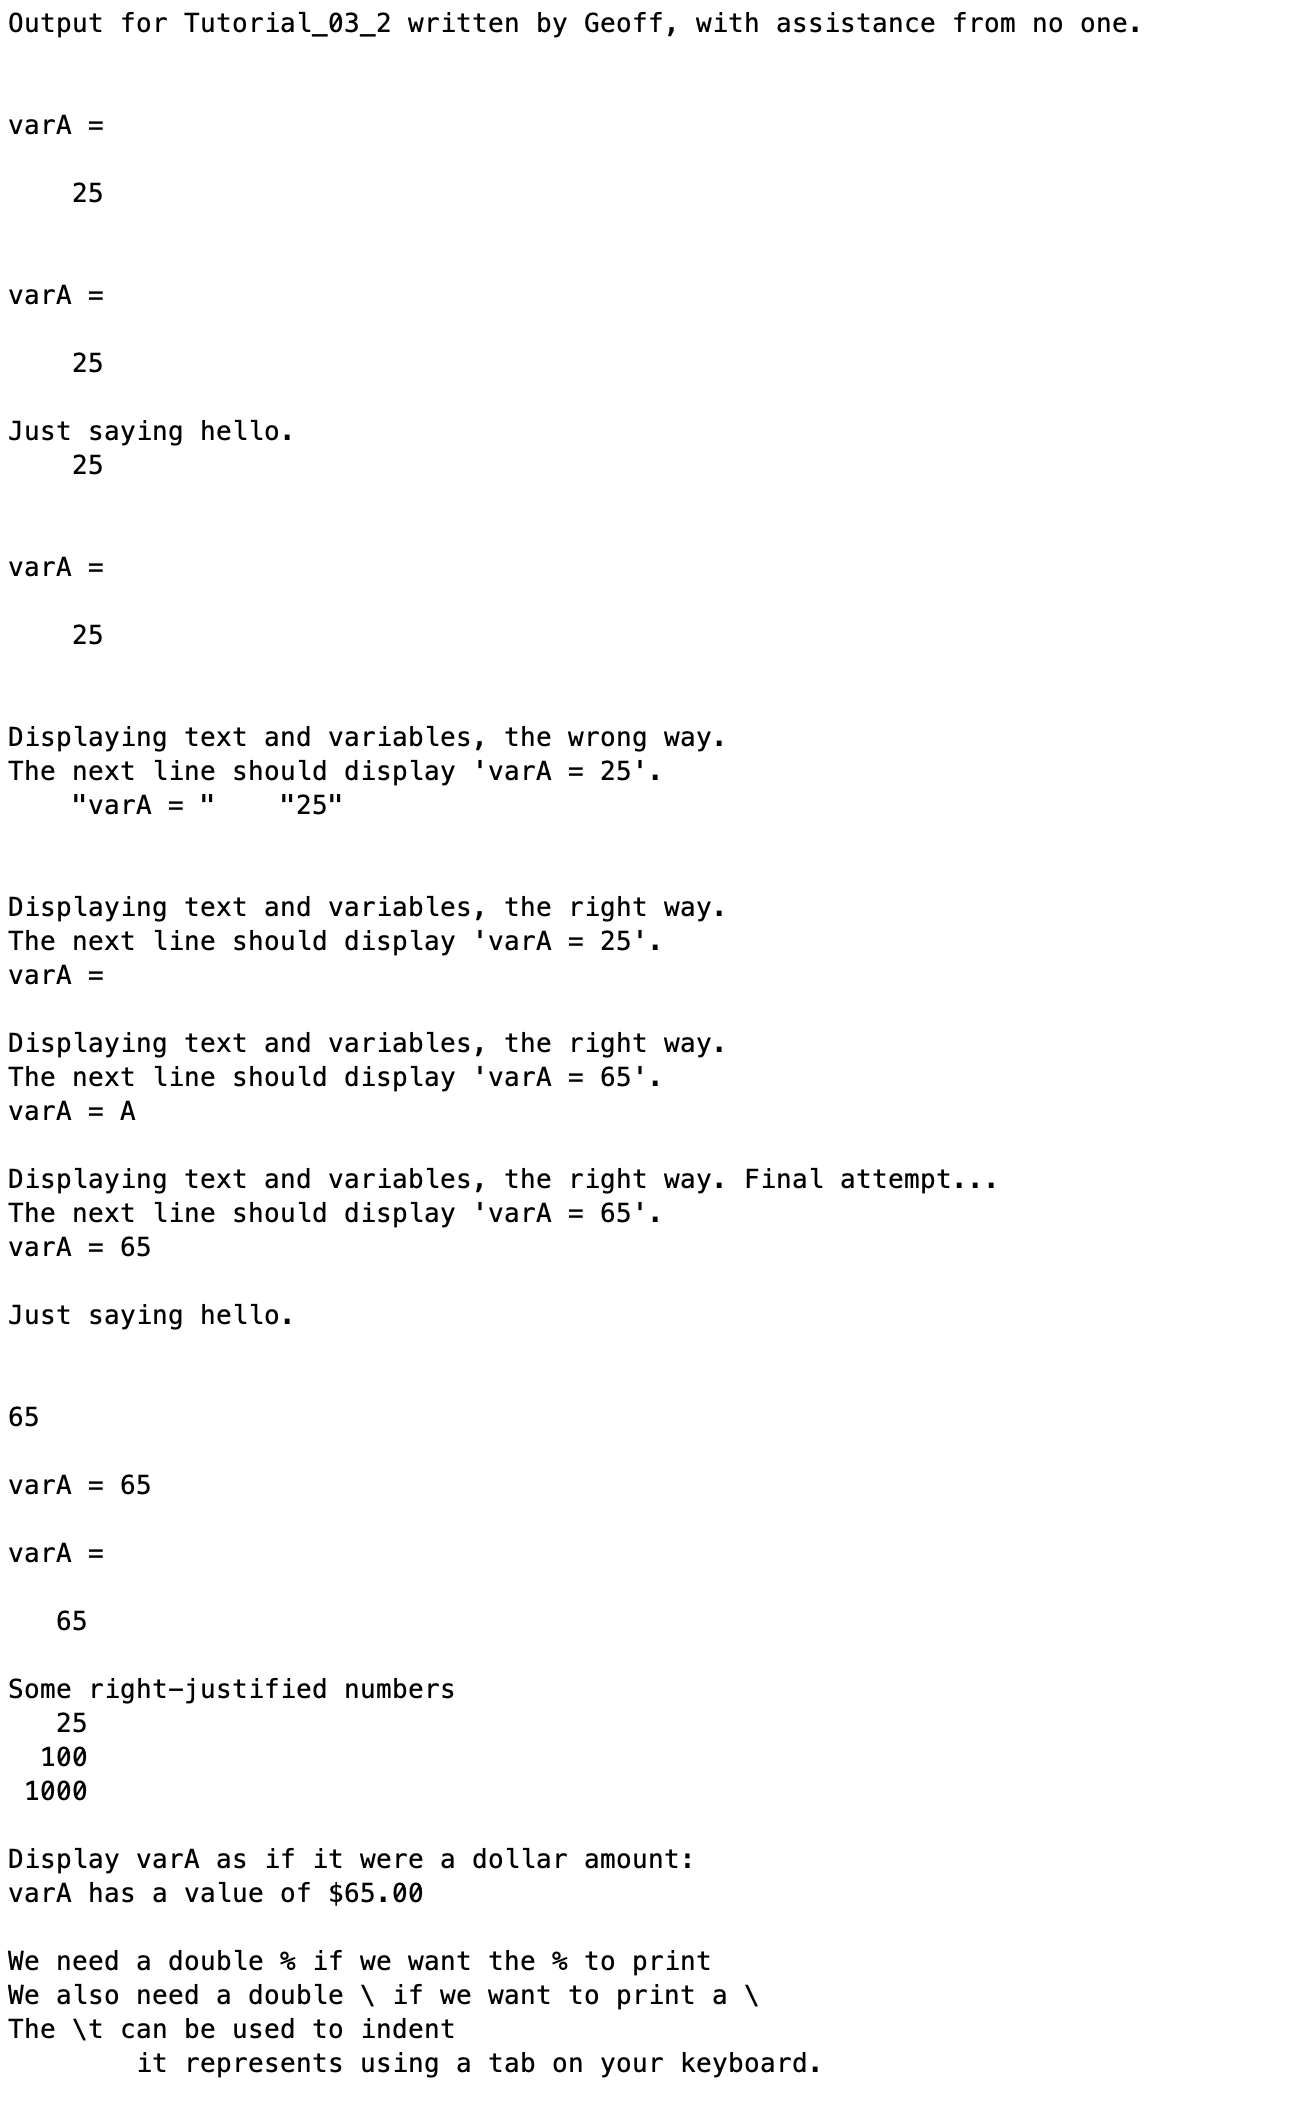 Output for Tutorial_03_2 written by Geoff, with assistance from no one.
varA =
25
varA =
25
Just saying hello.
25
varA =
25
Displaying text and variables, the wrong way.
The next line should display 'varA = 25'.
"varA = "    "25"
Displaying text and variables, the right way.
The next line should display 'varA = 25'.
varA =
Displaying text and variables, the right way.
The next line should display 'varA = 65'.
varA = A
Displaying text and variables, the right way. Final attempt...
The next line should display 'varA = 65'.
varA = 65
Just saying hello.
65
varA = 65
varA =
65
Some right-justified numbers
25
100
1000
Display varA as if it were a dollar amount:
varA has a value of $65.00
We need a double % if we want the % to print
We also need a double \ if we want to print a \
The \t can be used to indent
it represents using a tab on your keyboard.